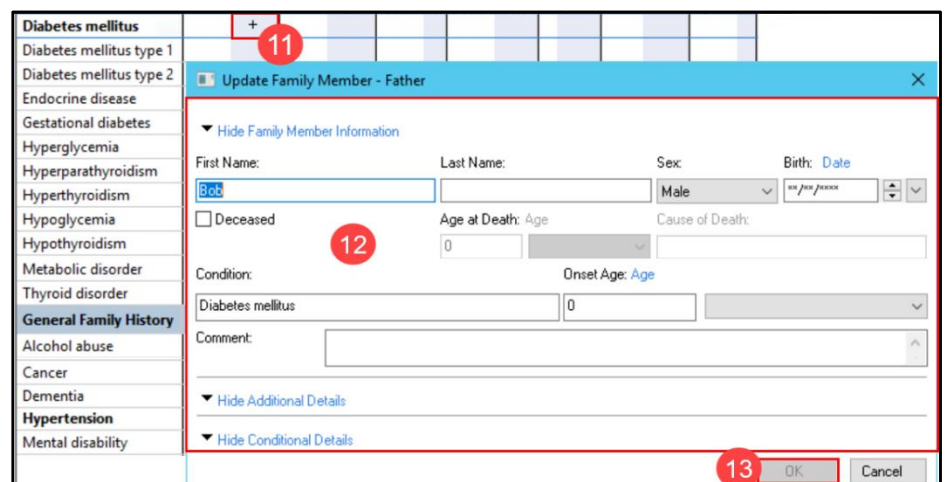 Diabetes mellitus
+
11
Diabetes mellitus type 1
Diabetes mellitus type 2
Endocrine disease
Gestational diabetes
Hyperglycemia
Hyperparathyroidism
Hyperthyroidism
Hypoglycemia
Hypothyroidism
Metabolic disorder
Thyroid disorder
General Family History
Alcohol abuse
Cancer
Dementia
Hypertension
Mental disability
Update Family Member - Father
Hide Family Member Information
First Name: Last Name: Sex: Birth: Date
Bob Male **/**/****
Deceased Age at Death: Age Cause of Death:
12
0
Condition: Onset Age: Age
Diabetes mellitus 0
Comment:
Hide Additional Details
Hide Conditional Details
13 OK Cancel